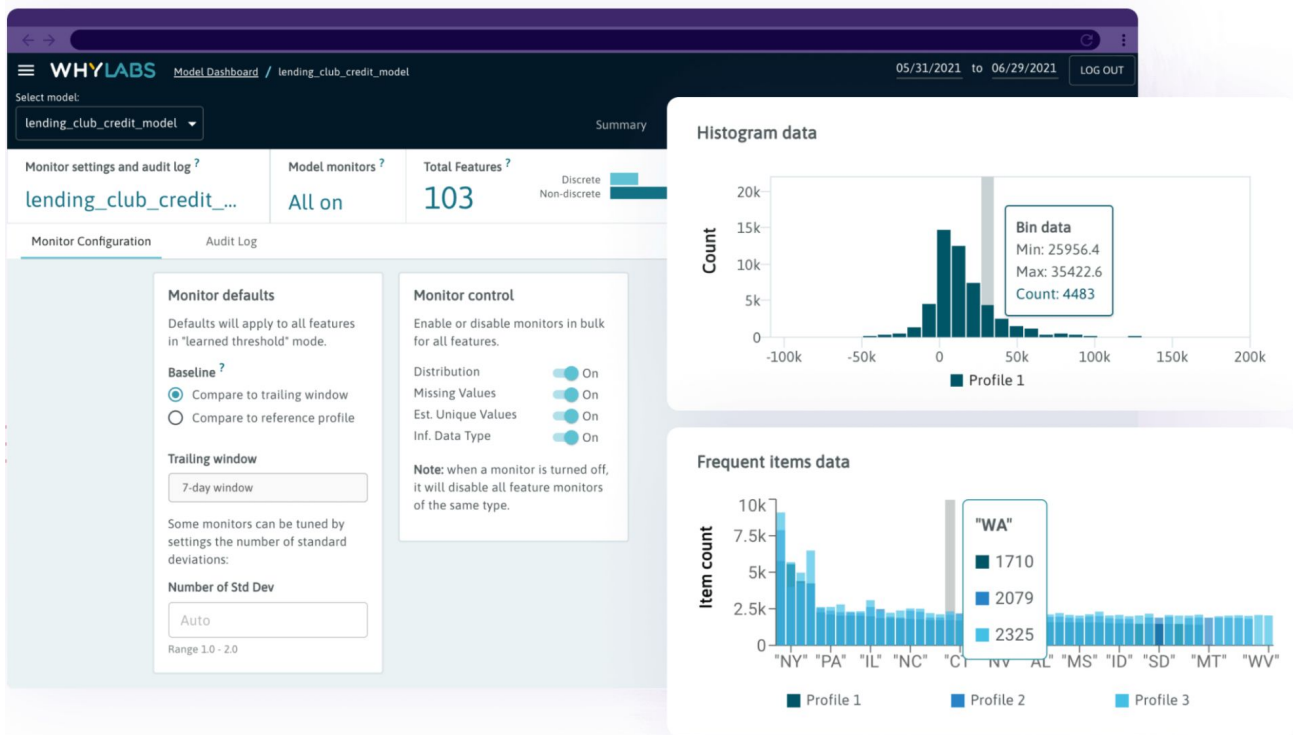 WHYLABS Model Dashboard / lending_club_credit_model
05/31/2021 to 06/29/2021 LOG OUT
Select model:
lending_club_credit_model
Summary
Monitor settings and audit log ?
lending_club_credit_...
Model monitors ?
All on
Total Features ?
103
Discrete
Non-discrete
Monitor Configuration Audit Log
Monitor defaults
Defaults will apply to all features
in "learned threshold" mode.
Baseline ?
Compare to trailing window
Compare to reference profile
Trailing window
7-day window
Some monitors can be tuned by
settings the number of standard
deviations:
Number of Std Dev
Auto
Range 1.0 - 2.0
Monitor control
Enable or disable monitors in bulk
for all features.
Distribution On
Missing Values On
Est. Unique Values On
Inf. Data Type On
Note: when a monitor is turned off,
it will disable all feature monitors
of the same type.
Histogram data
Count
20k
15k
10k
5k
0
-100k -50k 0 50k 100k 150k 200k
Bin data
Min: 25956.4
Max: 35422.6
Count: 4483
Profile 1
Frequent items data
Item count
10k
7.5k
5k
2.5k
0
"WA"
1710
2079
2325
"NY" "PA" "IL" "NC" "CT "MS" "ID" "SD" "MT" "WV"
Profile 1 Profile 2 Profile 3